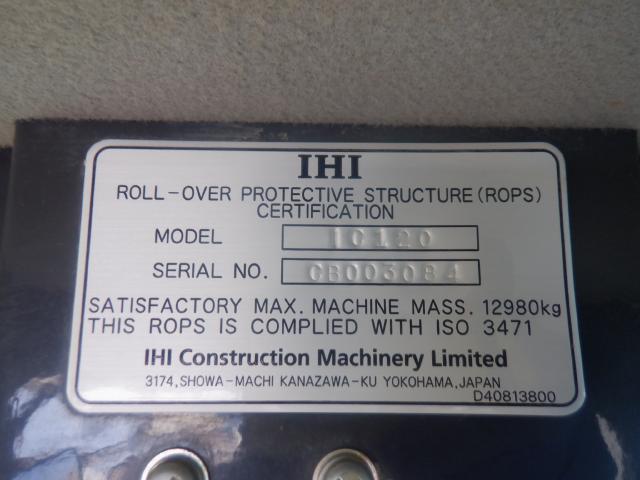 IHI
ROLL-OVER PROTECTIVE STRUCTURE (ROPS)
CERTIFICATION
MODEL IC120
SERIAL NO. CB003084
SATISFACTORY MAX. MACHINE MASS. 12980kg
THIS ROPS IS COMPLIED WITH ISO 3471
IHI Construction Machinery Limited
3174, SHOWA-MACHI KANAZAWA-KU YOKOHAMA, JAPAN
D40813800